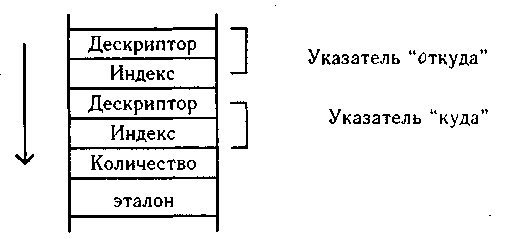 Дескриптор
Индекс
Указатель “откуда”
Дескриптор
Индекс
Указатель “куда”
Количество
эталон